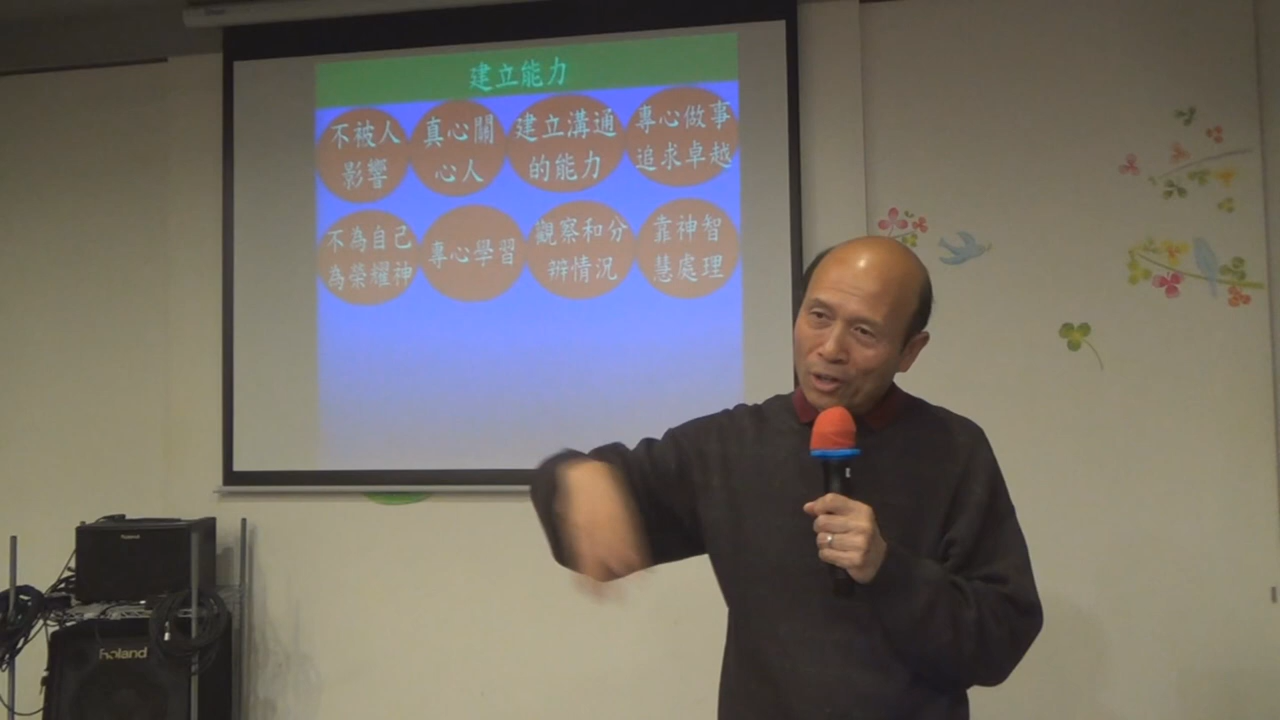 建立能力
不被人
影響
真心關
心人
建立溝通
的能力
專心做事
追求卓越
不為自己
為榮耀神
專心學習
觀察和分
辨情況
靠神智
慧處理
Roland
Roland